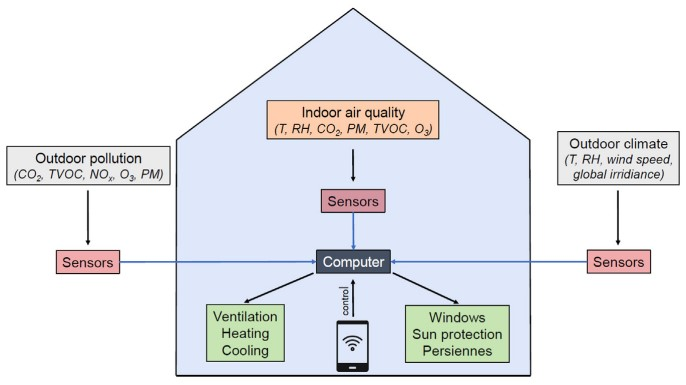 Indoor air quality
(T, RH, CO₂, PM, TVOC, O₃)
Outdoor pollution
(CO₂, TVOC, NOₓ, O₃, PM)
Outdoor climate
(T, RH, wind speed,
global irridiance)
Sensors
Sensors
Computer
Sensors
control
Ventilation
Heating
Cooling
Windows
Sun protection
Persiennes